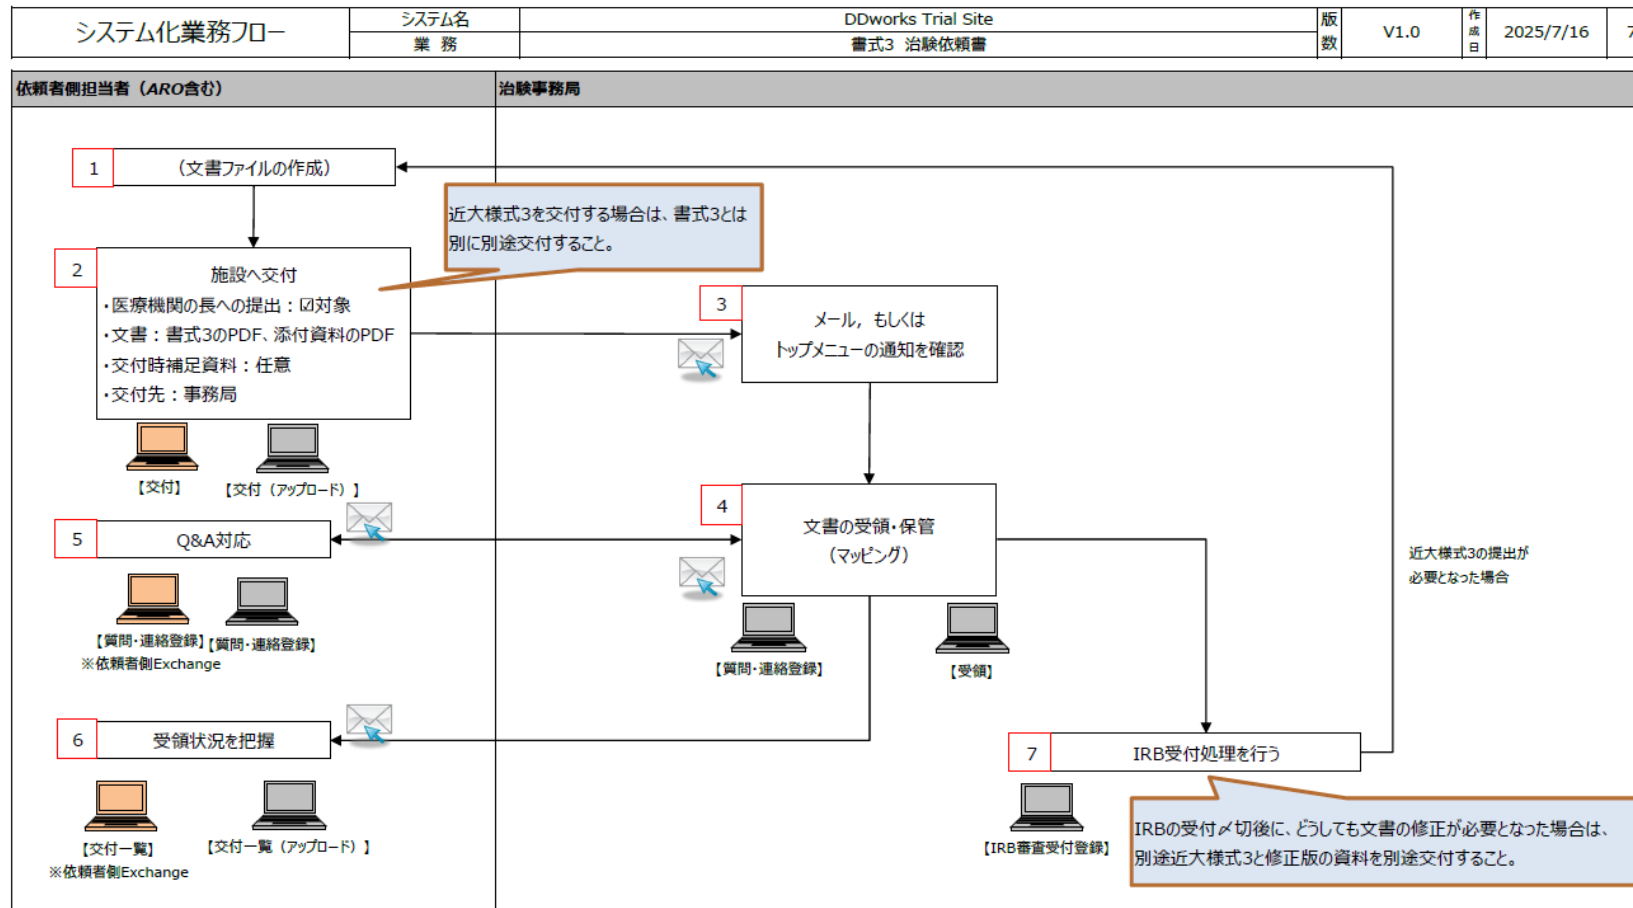 システム化業務フロー
システム名
DDworks Trial Site
版数
V1.0
作成日
2025/7/16
7
業 務
書式3 治験依頼書
依頼者側担当者（ARO含む）
治験事務局
1
（文書ファイルの作成）
近大様式3を交付する場合は、書式3とは
別に別途交付すること。
2
施設へ交付
・医療機関の長への提出：☑対象
・文書：書式3のPDF、添付資料のPDF
・交付時補足資料：任意
・交付先：事務局
【交付】
【交付（アップロード）】
3
メール，もしくは
トップメニューの通知を確認
4
文書の受領・保管
（マッピング）
【質問・連絡登録】
【受領】
5
Q&A対応
【質問・連絡登録】
【質問・連絡登録】
※依頼者側Exchange
近大様式3の提出が
必要となった場合
6
受領状況を把握
【交付一覧】
【交付一覧（アップロード）】
※依頼者側Exchange
7
IRB受付処理を行う
【IRB審査受付登録】
IRBの受付〆切後に、どうしても文書の修正が必要となった場合は、
別途近大様式3と修正版の資料を別途交付すること。